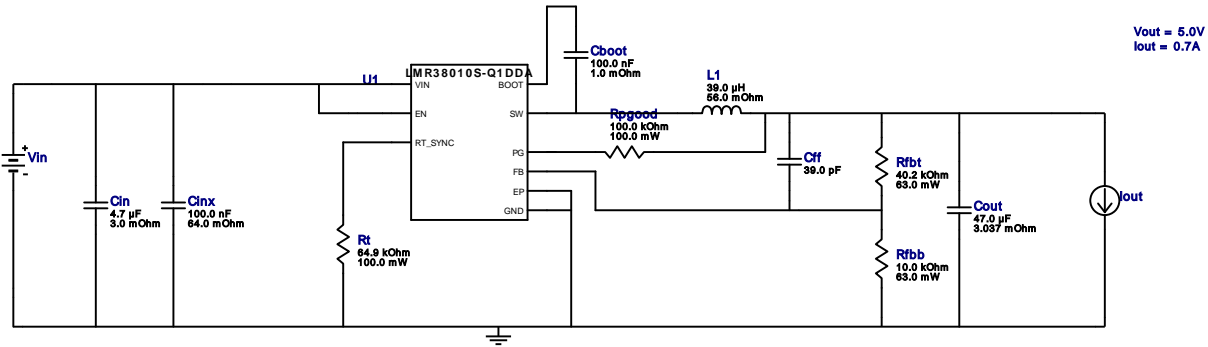 Vout = 5.0V
Iout = 0.7A
Cboot
100.0 nF
1.0 mOhm
U1
LMR38010S-Q1DDA
VIN
BOOT
EN
SW
RT_SYNC
PG
FB
EP
GND
L1
39.0 µH
56.0 mOhm
Rpgood
100.0 kOhm
100.0 mW
Vin
+
-
Cin
4.7 µF
3.0 mOhm
Cinx
100.0 nF
64.0 mOhm
Rt
64.9 kOhm
100.0 mW
Cff
39.0 pF
Rfbt
40.2 kOhm
63.0 mW
Rfbb
10.0 kOhm
63.0 mW
Cout
47.0 µF
3.037 mOhm
Iout